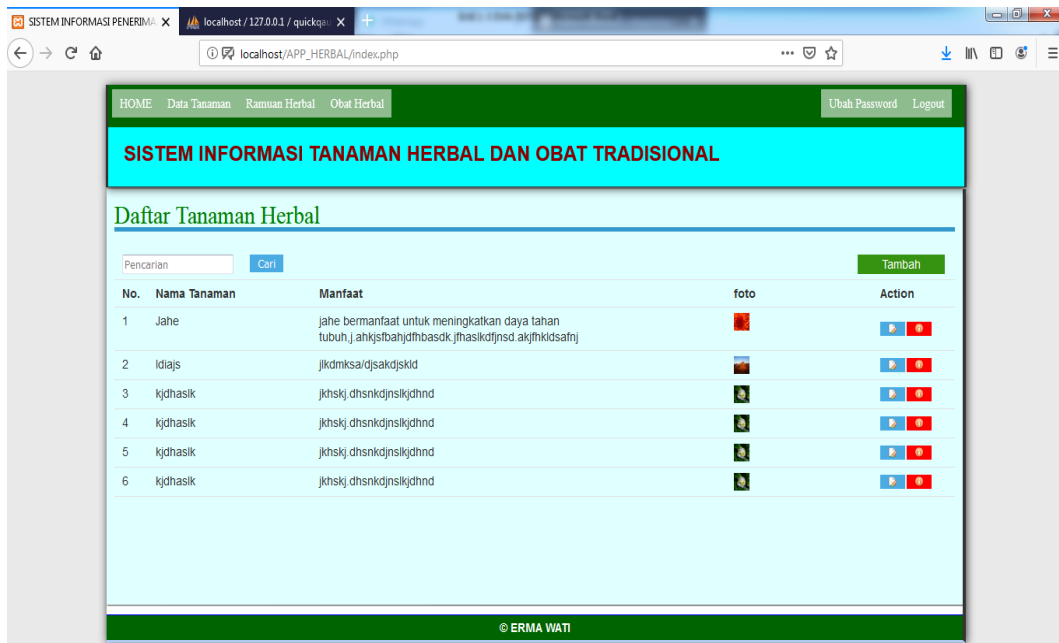 SISTEM INFORMASI PENERIMA
localhost / 127.0.0.1 / quickqau
localhost/APP_HERBAL/index.php
HOME Data Tanaman Ramuan Herbal Obat Herbal Ubah Password Logout
SISTEM INFORMASI TANAMAN HERBAL DAN OBAT TRADISIONAL
Daftar Tanaman Herbal
Pencarian Cari Tambah
No. Nama Tanaman Manfaat foto Action
1 Jahe jahe bermanfaat untuk meningkatkan daya tahan
tubuh,j.ahkjsfbahjdfhbasdk.jfhaslkdfjnsd.akjfhkldsafnj
2 ldiajs jlkdmksa/djsakdjskld
3 kjdhaslk jkhskj.dhsnkdjnslkjdhnd
4 kjdhaslk jkhskj.dhsnkdjnslkjdhnd
5 kjdhaslk jkhskj.dhsnkdjnslkjdhnd
6 kjdhaslk jkhskj.dhsnkdjnslkjdhnd
© ERMA WATI